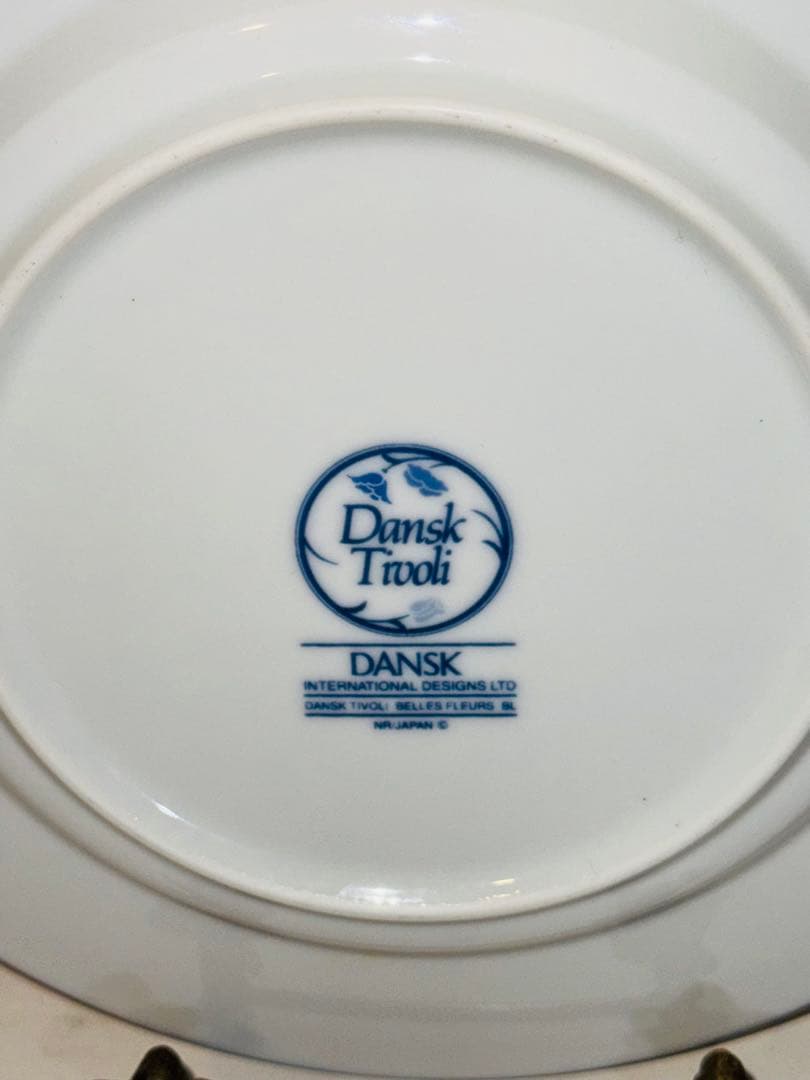 Dansk
Tivoli
DANSK
INTERNATIONAL DESIGNS LTD
DANSK TIVOLI BELLES FLEURS BL
NR/JAPAN ©